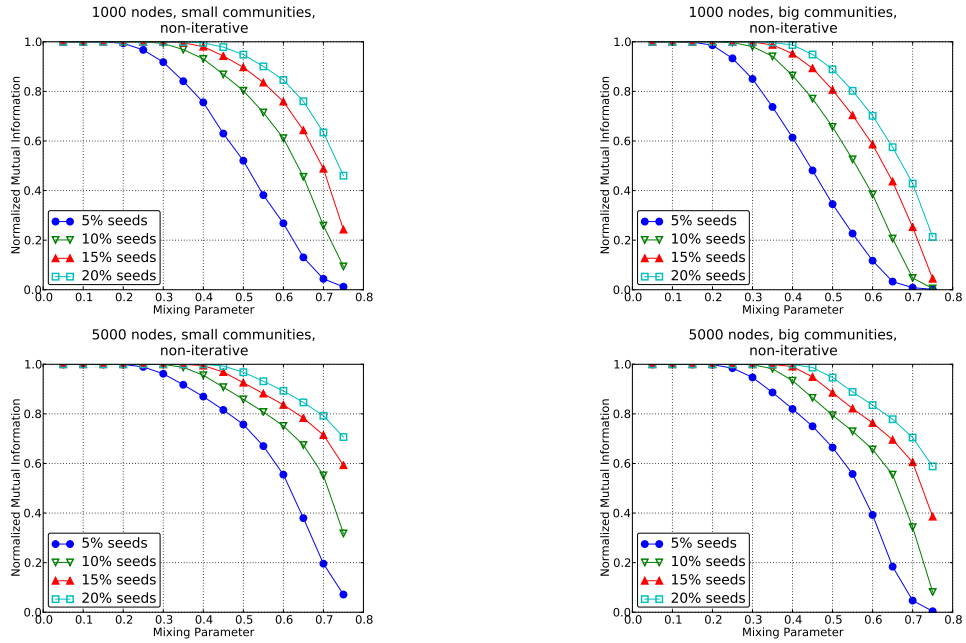 1000 nodes, small communities,
non-iterative
1.0
0.8
0.6
0.4
0.2
0.0
Normalized Mutual Information
5% seeds
10% seeds
15% seeds
20% seeds
0.0 0.1 0.2 0.3 0.4 0.5 0.6 0.7 0.8
Mixing Parameter
1000 nodes, big communities,
non-iterative
1.0
0.8
0.6
0.4
0.2
0.0
Normalized Mutual Information
5% seeds
10% seeds
15% seeds
20% seeds
0.0 0.1 0.2 0.3 0.4 0.5 0.6 0.7 0.8
Mixing Parameter
5000 nodes, small communities,
non-iterative
1.0
0.8
0.6
0.4
0.2
0.0
Normalized Mutual Information
5% seeds
10% seeds
15% seeds
20% seeds
0.0 0.1 0.2 0.3 0.4 0.5 0.6 0.7 0.8
Mixing Parameter
5000 nodes, big communities,
non-iterative
1.0
0.8
0.6
0.4
0.2
0.0
Normalized Mutual Information
5% seeds
10% seeds
15% seeds
20% seeds
0.0 0.1 0.2 0.3 0.4 0.5 0.6 0.7 0.8
Mixing Parameter